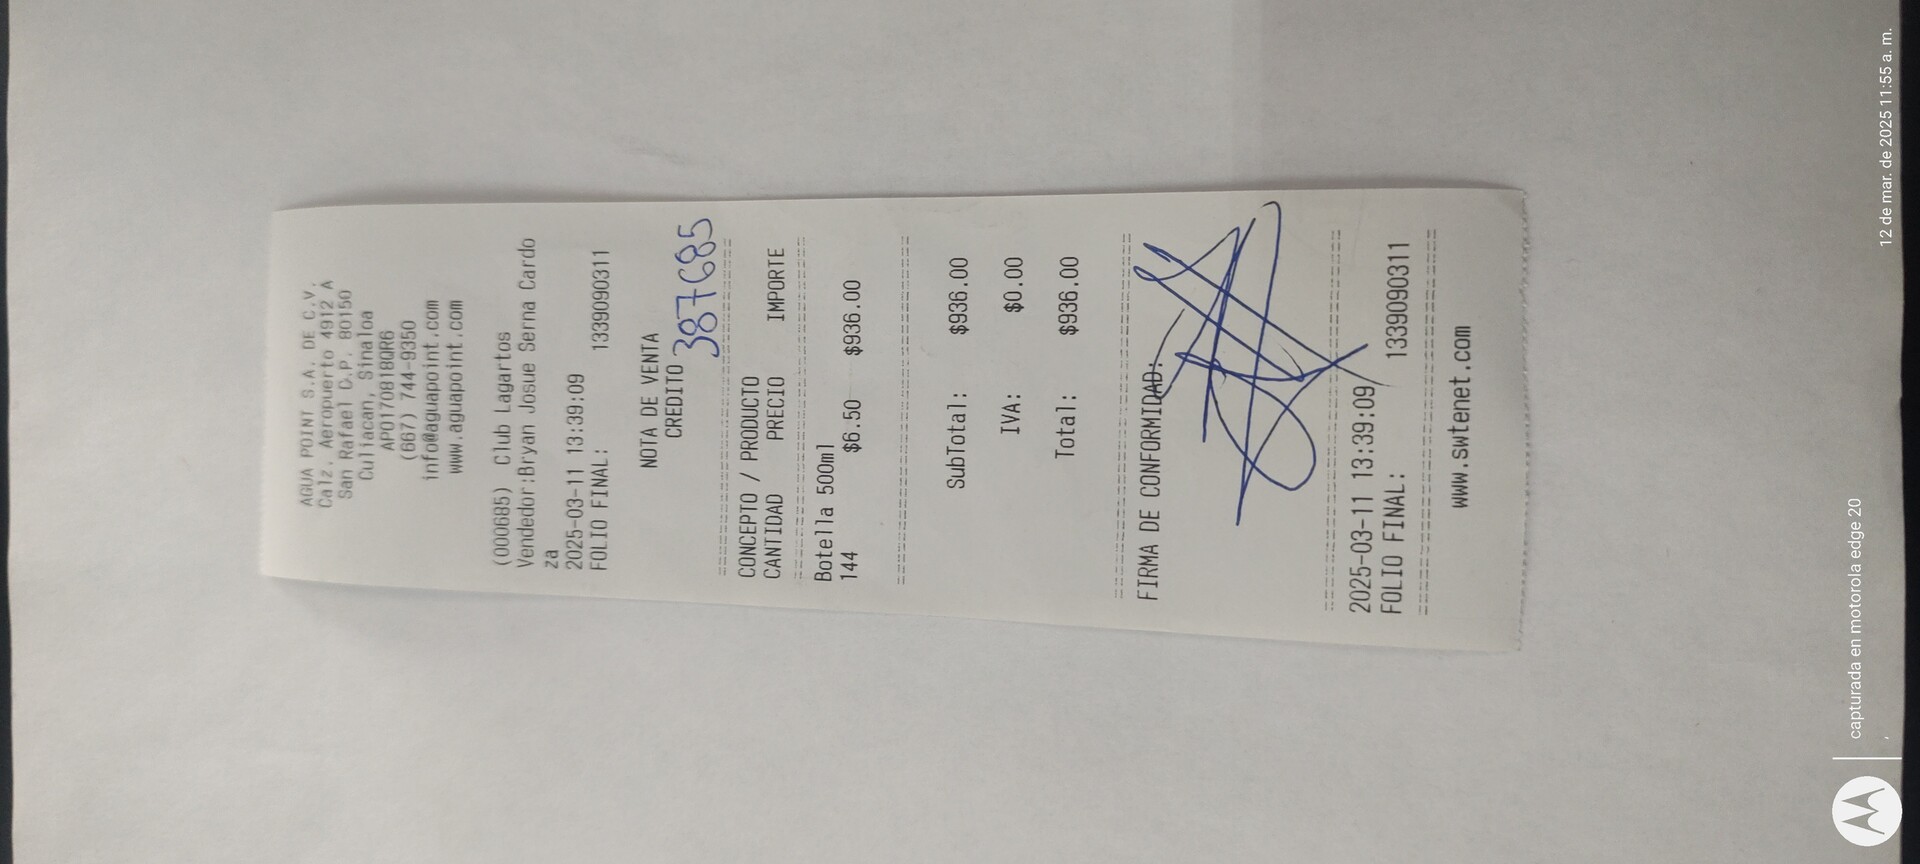 AGUA POINT S.A. DE C.V.
Calz. Aeropuerto 4912 A
San Rafael C.P. 80150
Culiacan, Sinaloa
APO170818QR6
(667) 744-9350
info@aguapoint.com
www.aguapoint.com
(000685) Club Lagartos
Vendedor:Bryan Josue Serna Cardo
za
2025-03-11 13:39:09
FOLIO FINAL: 1339090311
NOTA DE VENTA
CREDITO
387685
CONCEPTO / PRODUCTO
CANTIDAD PRECIO IMPORTE
Botella 500ml
144 $6.50 $936.00
SubTotal: $936.00
IVA: $0.00
Total: $936.00
FIRMA DE CONFORMIDAD:
2025-03-11 13:39:09
FOLIO FINAL: 1339090311
www.swtenet.com
capturada en motorola edge 20
12 de mar. de 2025 11:55 a. m.